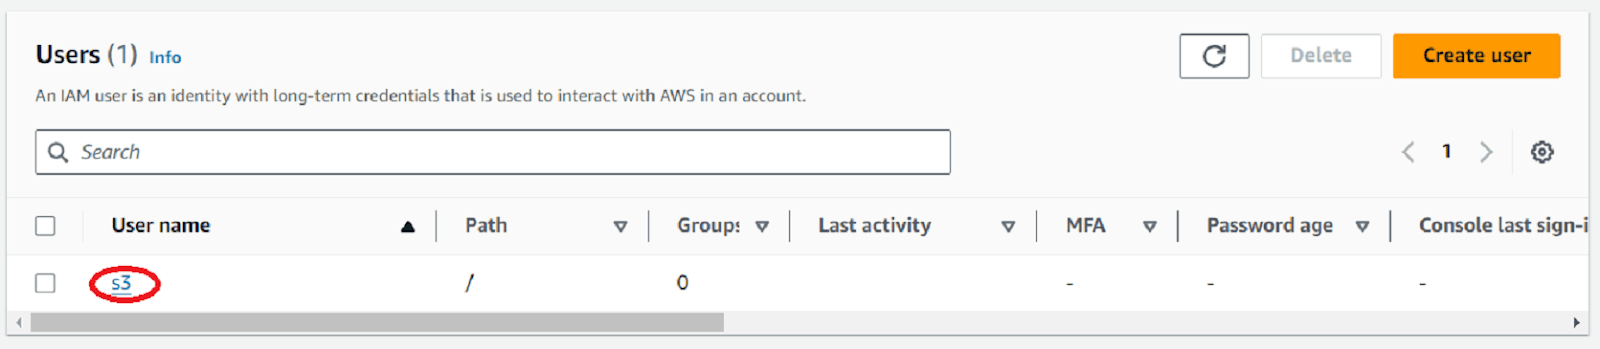 Users (1) Info
Delete
Create user
An IAM user is an identity with long-term credentials that is used to interact with AWS in an account.
Search
1
User name Path Groups Last activity MFA Password age Console last sign-i
s3 / 0 - - -